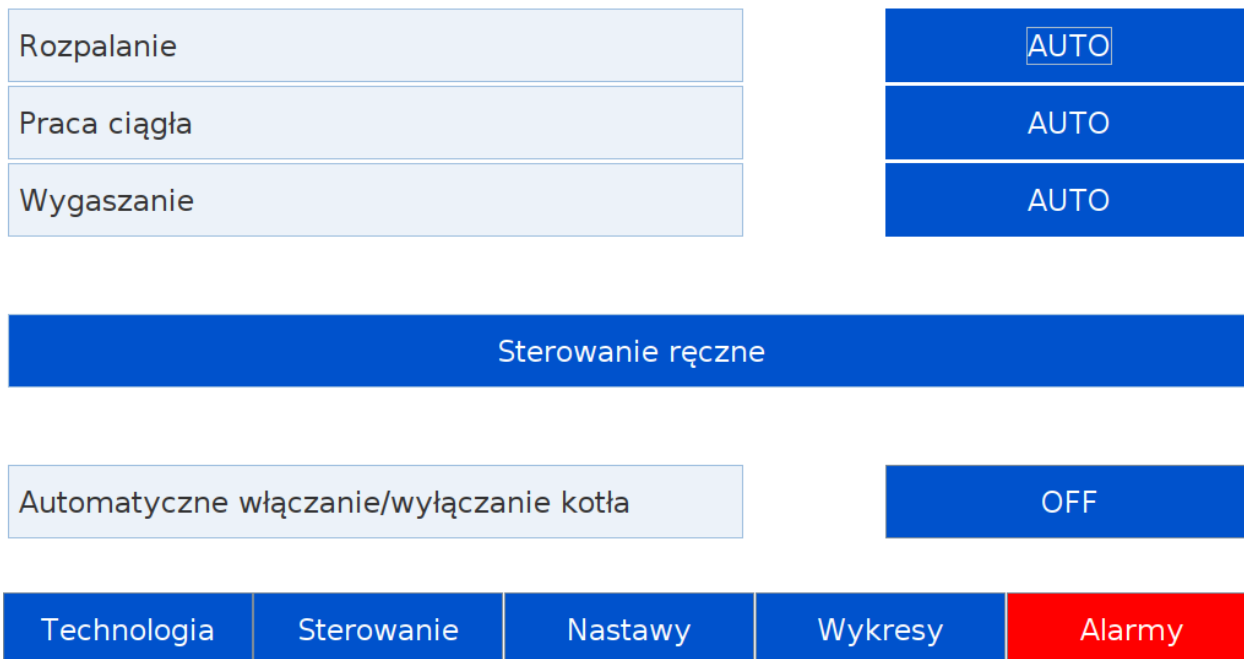 Rozpalanie AUTO
Praca ciągła AUTO
Wygaszanie AUTO
Sterowanie ręczne
Automatyczne włączanie/wyłączanie kotła OFF
Technologia Sterowanie Nastawy Wykresy Alarmy